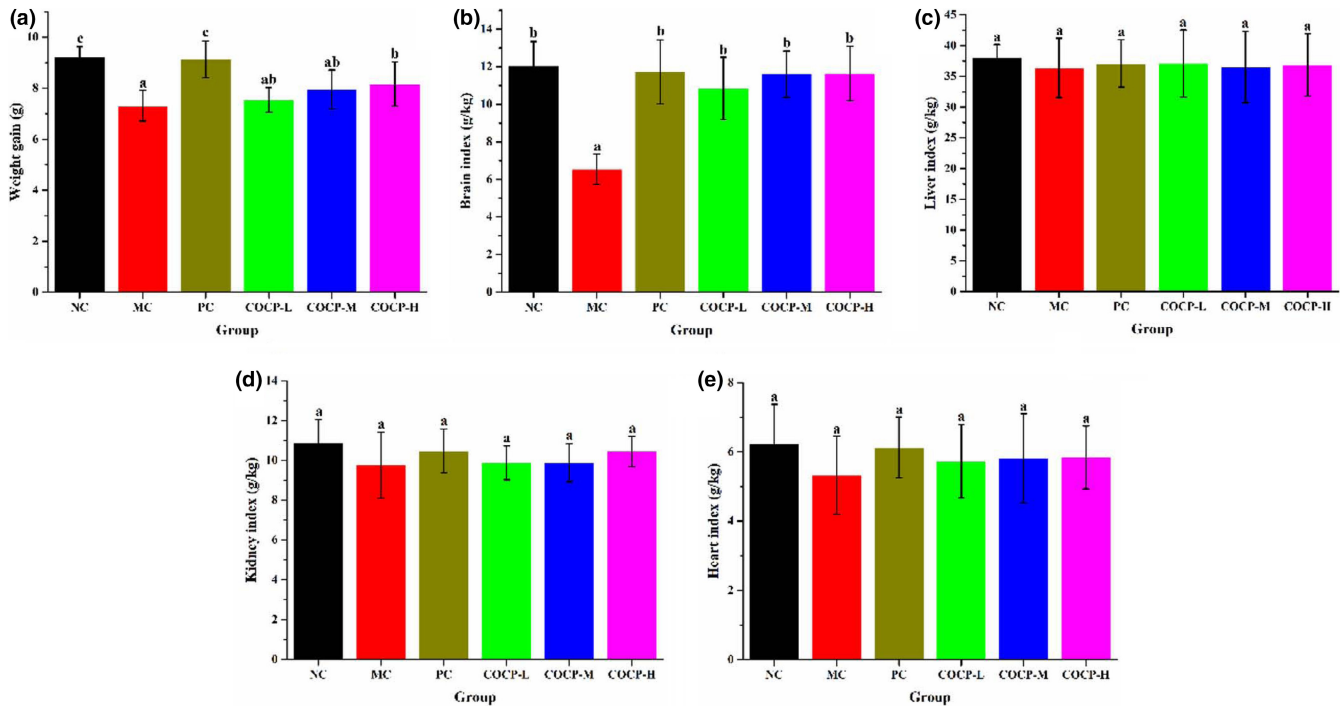 (a)
c
a
c
ab
ab
b
10
8
6
4
2
0
Weight gain (g)
NC MC PC COCP-L COCP-M COCP-H
Group
(b)
b
a
b
b
b
b
14
12
10
8
6
4
2
0
Brain index (g/kg)
NC MC PC COCP-L COCP-M COCP-H
Group
(c)
a
a
a
a
a
a
45
40
35
30
25
20
15
10
5
0
Liver index (g/kg)
NC MC PC COCP-L COCP-M COCP-H
Group
(d)
a
a
a
a
a
a
14
12
10
8
6
4
2
0
Kidney index (g/kg)
NC MC PC COCP-L COCP-M COCP-H
Group
(e)
a
a
a
a
a
a
8
6
4
2
0
Heart index (g/kg)
NC MC PC COCP-L COCP-M COCP-H
Group